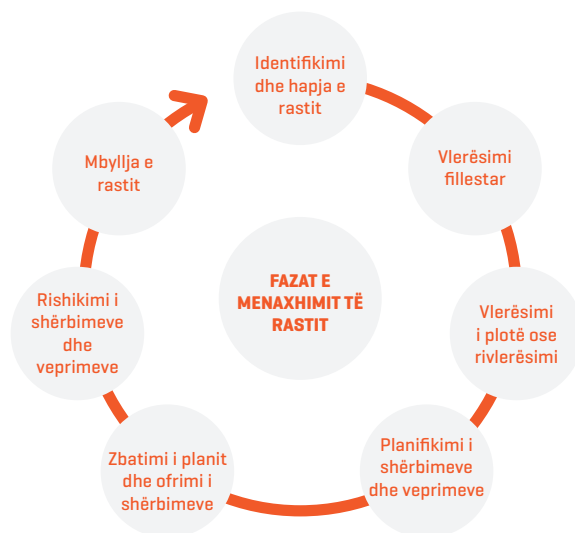 Identifikimi
dhe hapja e
rastit
Vlerësimi
fillestar
Vlerësimi
i plotë ose
rivlerësimi
Planifikimi i
shërbimeve
dhe veprimeve
Zbatimi i planit
dhe ofrimi i
shërbimeve
Rishikimi i
shërbimeve
dhe
veprimeve
Mbyllja e
rastit
FAZAT E
MENAXHIMIT TË
RASTIT